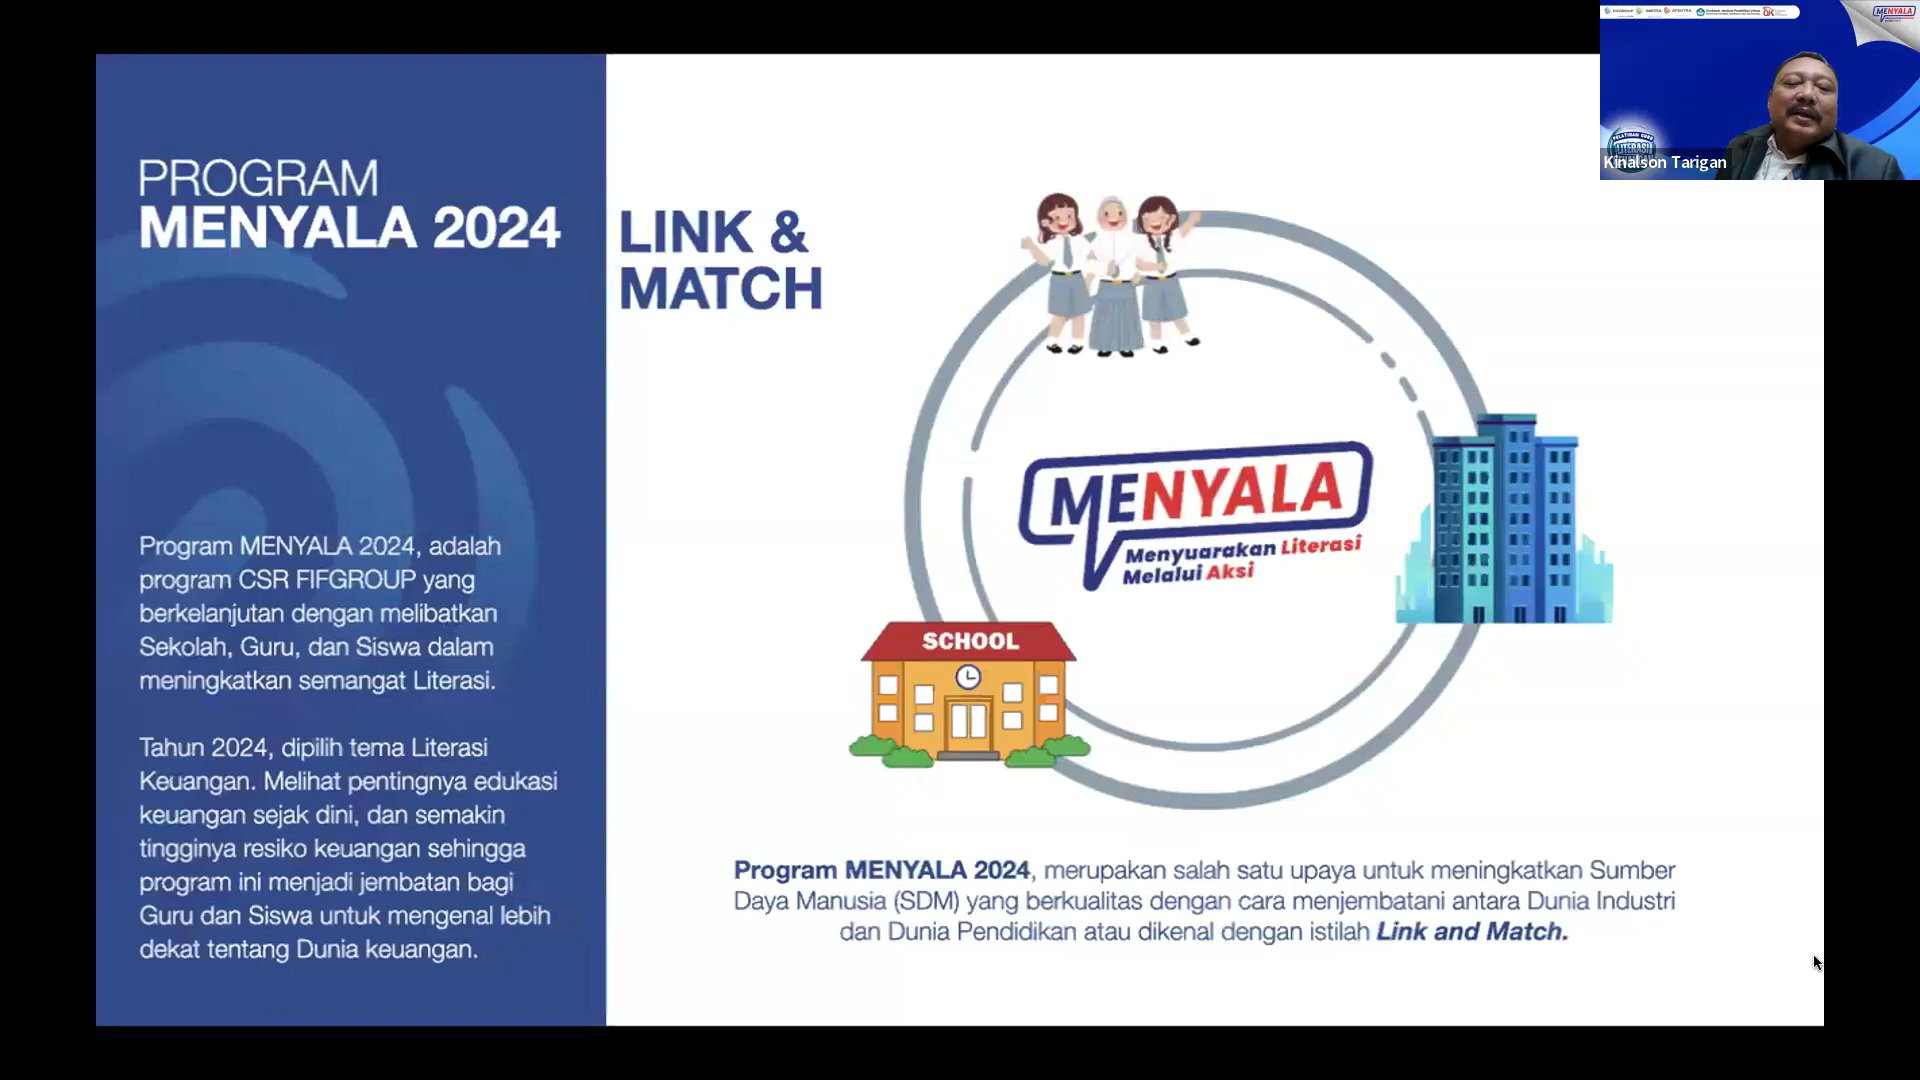 PROGRAM
MENYALA 2024
Program MENYALA 2024, adalah
program CSR FIFGROUP yang
berkelanjutan dengan melibatkan
Sekolah, Guru, dan Siswa dalam
meningkatkan semangat Literasi.
Tahun 2024, dipilih tema Literasi
Keuangan. Melihat pentingnya edukasi
keuangan sejak dini, dan semakin
tingginya resiko keuangan sehingga
program ini menjadi jembatan bagi
Guru dan Siswa untuk mengenal lebih
dekat tentang Dunia keuangan.
LINK &
MATCH
MENYALA
Menyuarakan Literasi
Melalui Aksi
SCHOOL
Program MENYALA 2024, merupakan salah satu upaya untuk meningkatkan Sumber
Daya Manusia (SDM) yang berkualitas dengan cara menjembatani antara Dunia Industri
dan Dunia Pendidikan atau dikenal dengan istilah Link and Match.
MENYALA
PELATIHAN GURU
LITERASI
Kinalson Tarigan